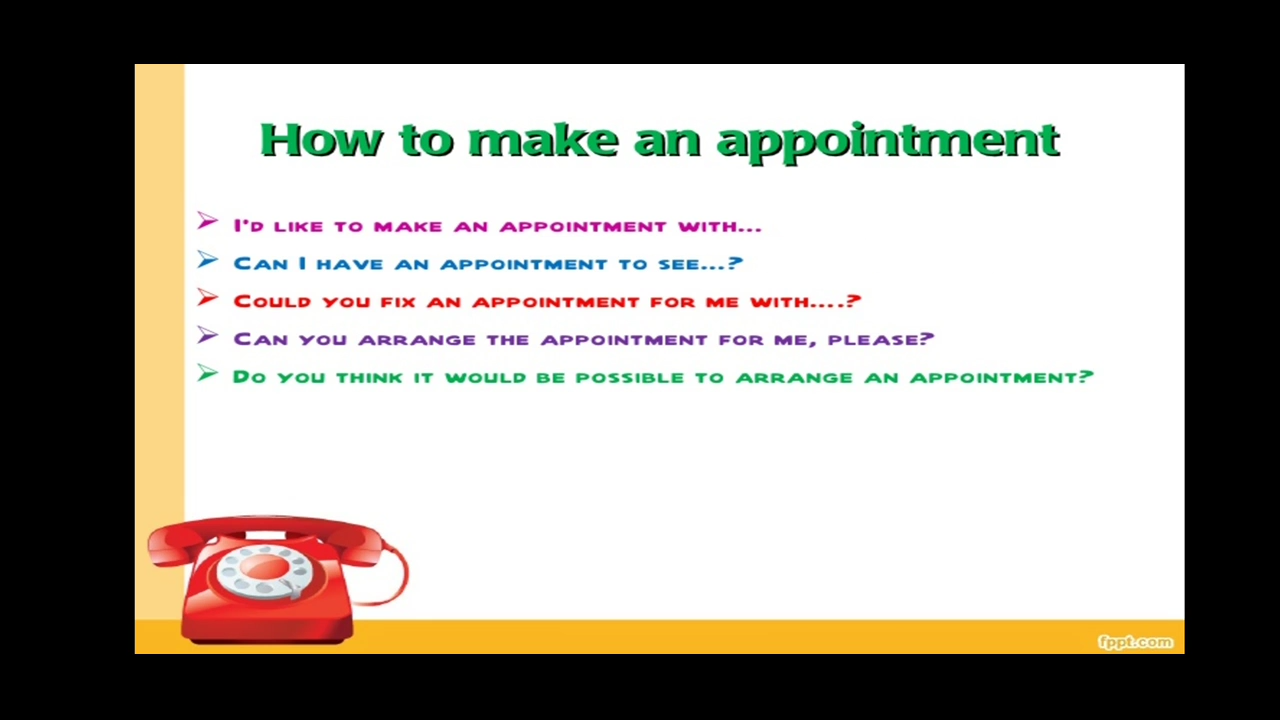 How to make an appointment
I'd like to make an appointment with...
Can I have an appointment to see...?
Could you fix an appointment for me with....?
Can you arrange the appointment for me, please?
Do you think it would be possible to arrange an appointment?
fppt.com